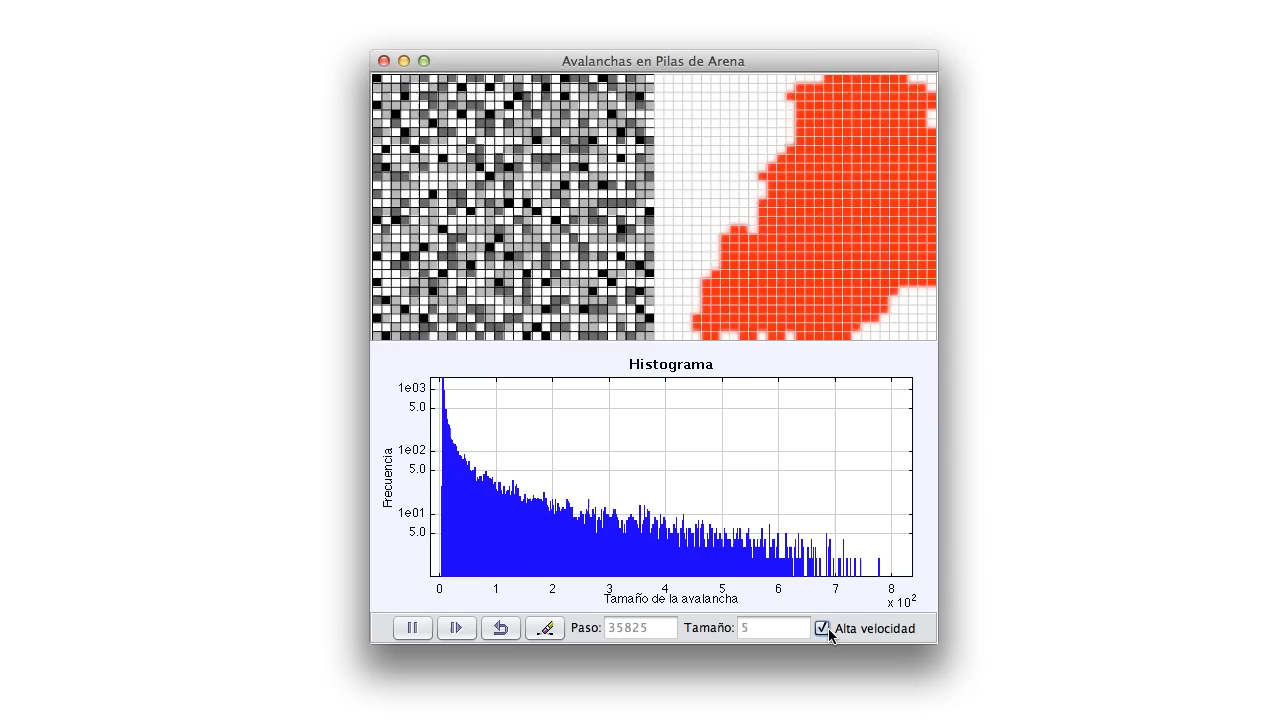 Avalanchas en Pilas de Arena
Histograma
1e03
5.0
1e02
5.0
1e01
5.0
Frecuencia
0 1 2 3 4 5 6 7 8
Tamaño de la avalancha
x 10²
Paso: 35825 Tamaño: 5 Alta velocidad